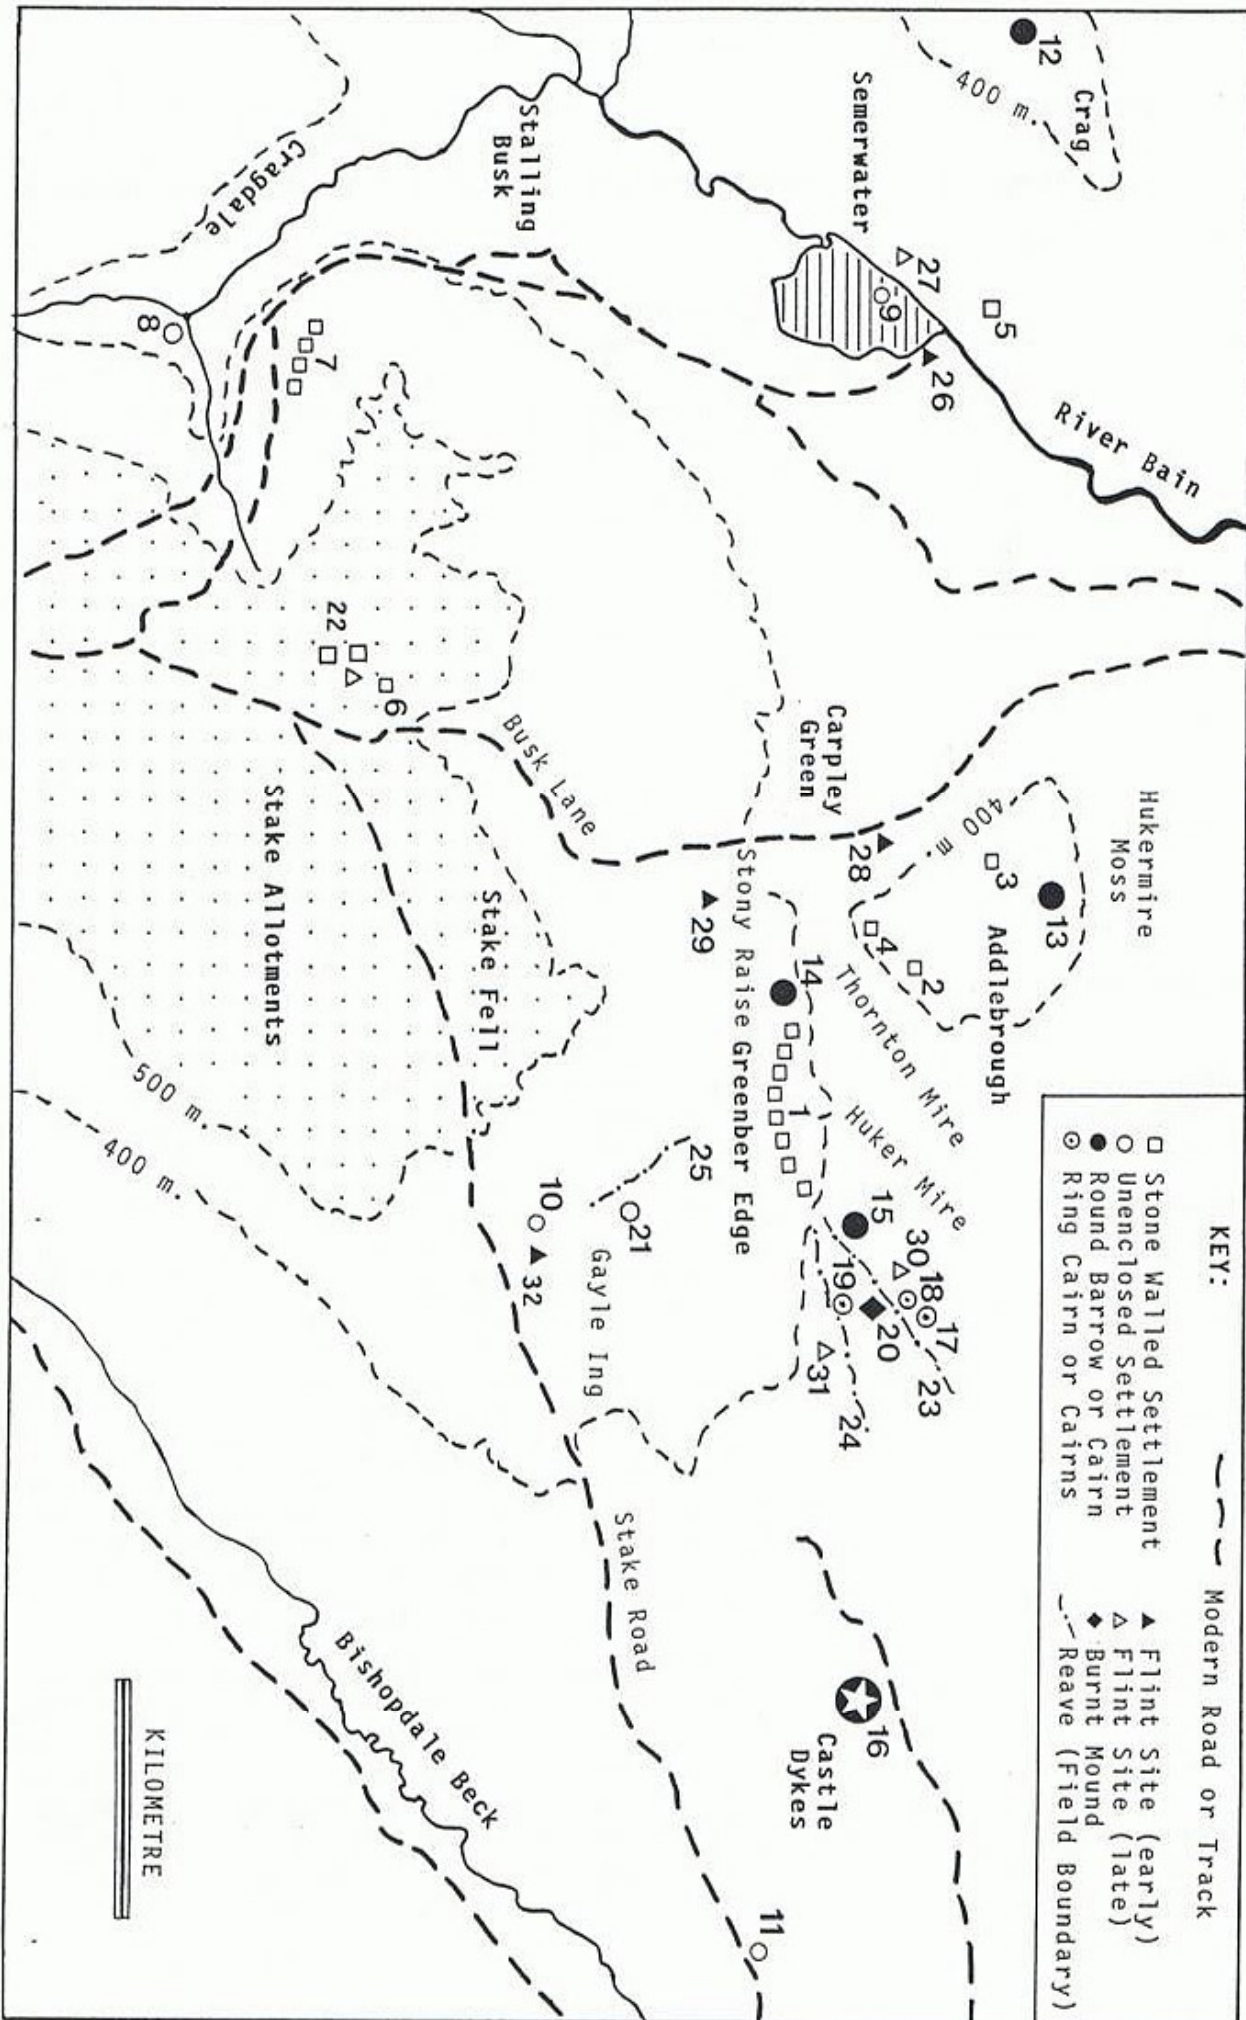 KEY:
Modern Road or Track
Stone Walled Settlement
Unenclosed Settlement
Round Barrow or Cairn
Ring Cairn or Cairns
Flint Site (early)
Flint Site (late)
Burnt Mound
Reave (Field Boundary)
12
Crag
400 m.
Semerwater
27
5
9
26
River Bain
Stalling
Busk
Cragdale
8
7
22
6
Busk Lane
Carpley
Green
Hukermire
Moss
400 m.
3
13
Addlebrough
28
4
2
29
14
Thornton Mire
Huker Mire
Stony Raise
Greenber Edge
1
15
30
18
17
19
20
23
31
24
25
21
10
32
Gayle Ing
Stake Fell
Stake Allotments
500 m.
400 m.
Stake Road
16
Castle
Dykes
11
Bishopdale Beck
KILOMETRE